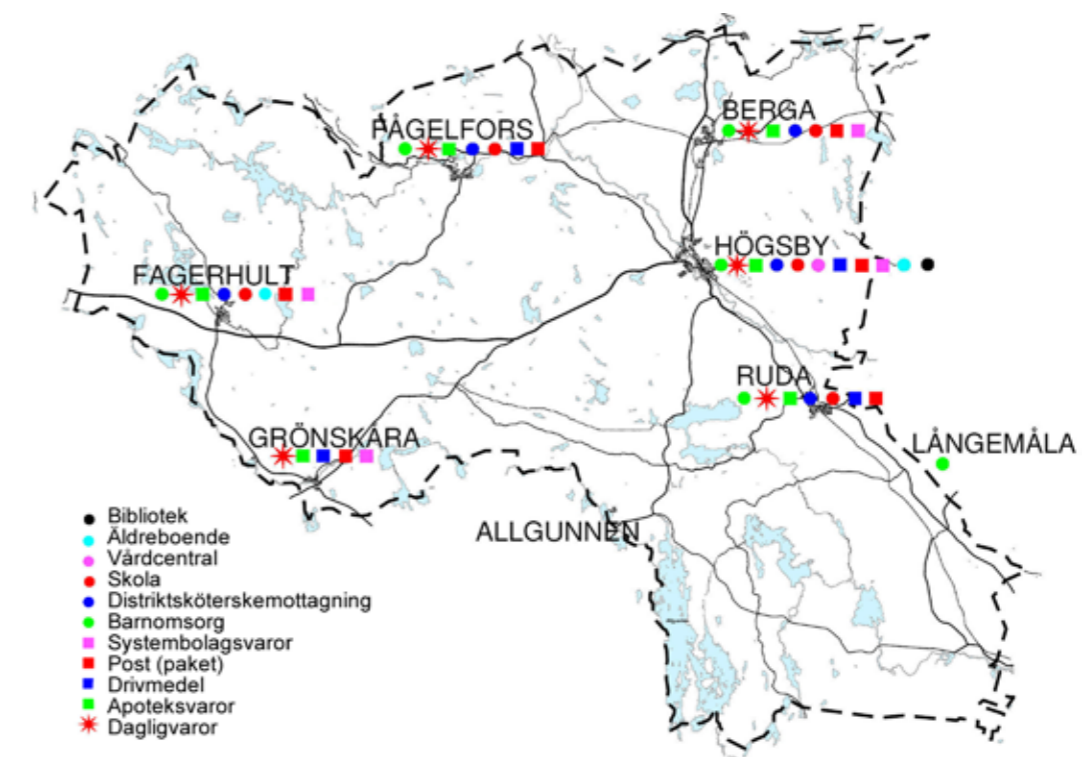 BERGA
FÅGELFORS
HÖGSBY
FAGERHULT
RUDA
GRÖNSKÅRA
LÅNGEMÅLA
ALLGUNNEN
Bibliotek
Äldreboende
Vårdcentral
Skola
Distriktsköterskemottagning
Barnomsorg
Systembolagsvaror
Post (paket)
Drivmedel
Apoteksvaror
Dagligvaror